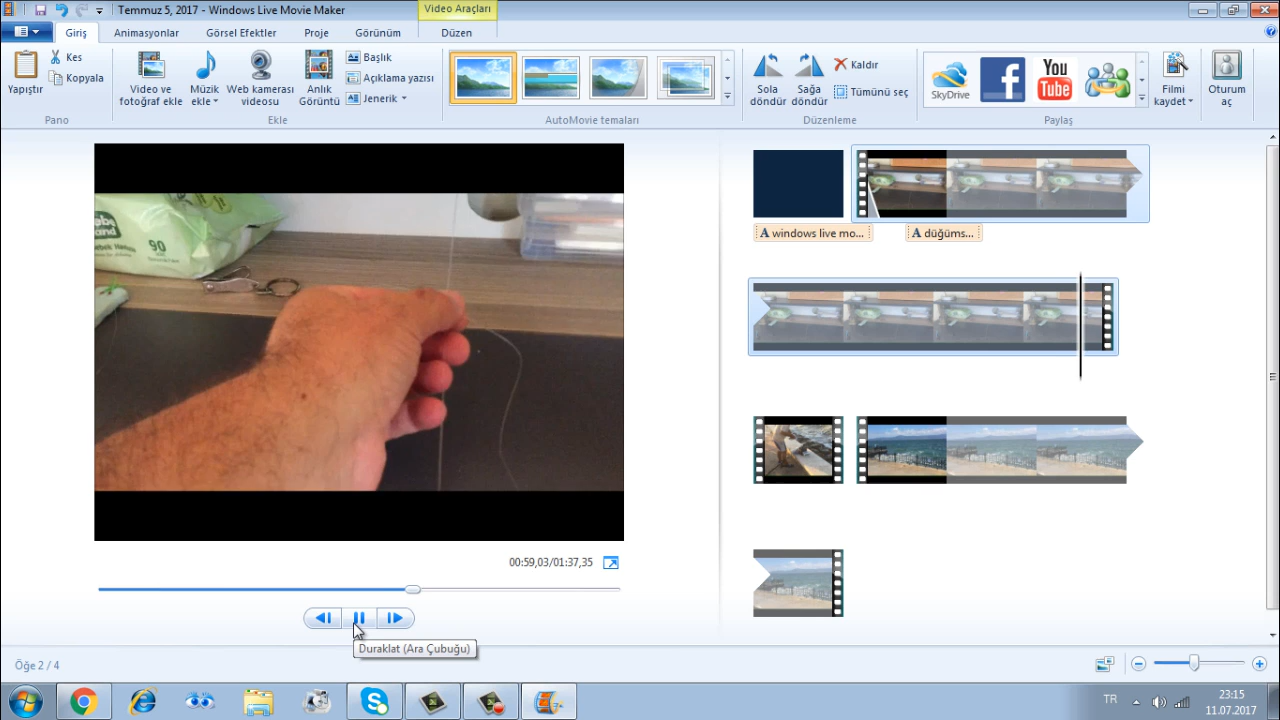 Temmuz 5, 2017 - Windows Live Movie Maker
Video Araçları
Giriş
Animasyonlar
Görsel Efektler
Proje
Görünüm
Düzen
Yapıştır
Kes
Kopyala
Pano
Video ve fotoğraf ekle
Müzik ekle
Web kamerası videosu
Anlık Görüntü
Başlık
Açıklama yazısı
Jenerik
Ekle
AutoMovie temaları
Sola döndür
Sağa döndür
Kaldır
Tümünü seç
Düzenleme
SkyDrive
f
You Tube
Paylaş
Filmi kaydet
Oturum aç
90
A windows live mo...
A düğüms...
00:59,03/01:37,35
Duraklat (Ara Çubuğu)
Öğe 2 / 4
TR
23:15
11.07.2017